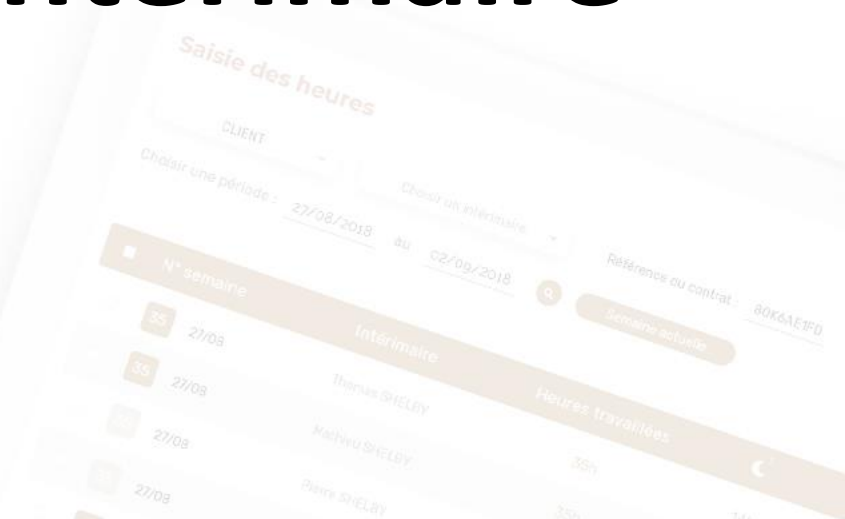 Intérimaire
Saisie des heures
CLIENT
Choisir un intérimaire
Référence du contrat : 80K6AE1FD
Choisir une période : 27/08/2018 au 02/09/2018
Semaine actuelle
N° semaine Intérimaire Heures travaillées
35 27/08 Thomas SHELBY 35h
35 27/08 Mathieu SHELBY 35h
27/08 Pierre SHELBY
27/08